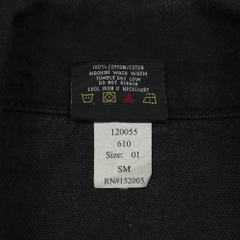 100% COTTON/COTON
MACHINE WASH WARM
TUMBLE DRY LOW
DO NOT BLEACH
COOL IRON IF NECESSARY
120055
610
Size: 01
SM
RN#152005